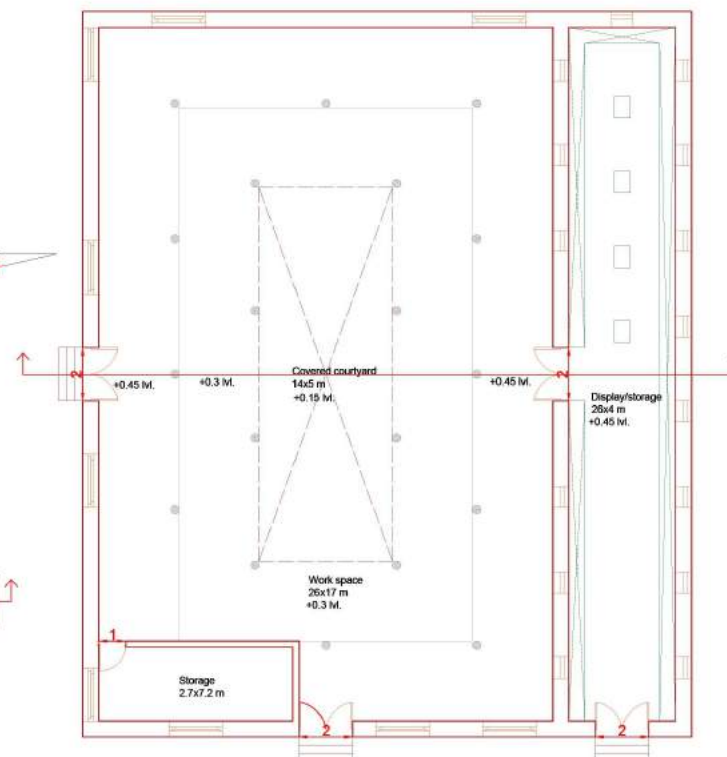 2
+0.45 lvl.
+0.3 lvl.
Covered courtyard
14x5 m
+0.15 lvl.
+0.45 lvl.
2
Display/storage
26x4 m
+0.45 lvl.
Work space
26x17 m
+0.3 lvl.
1
Storage
2.7x7.2 m
2
2